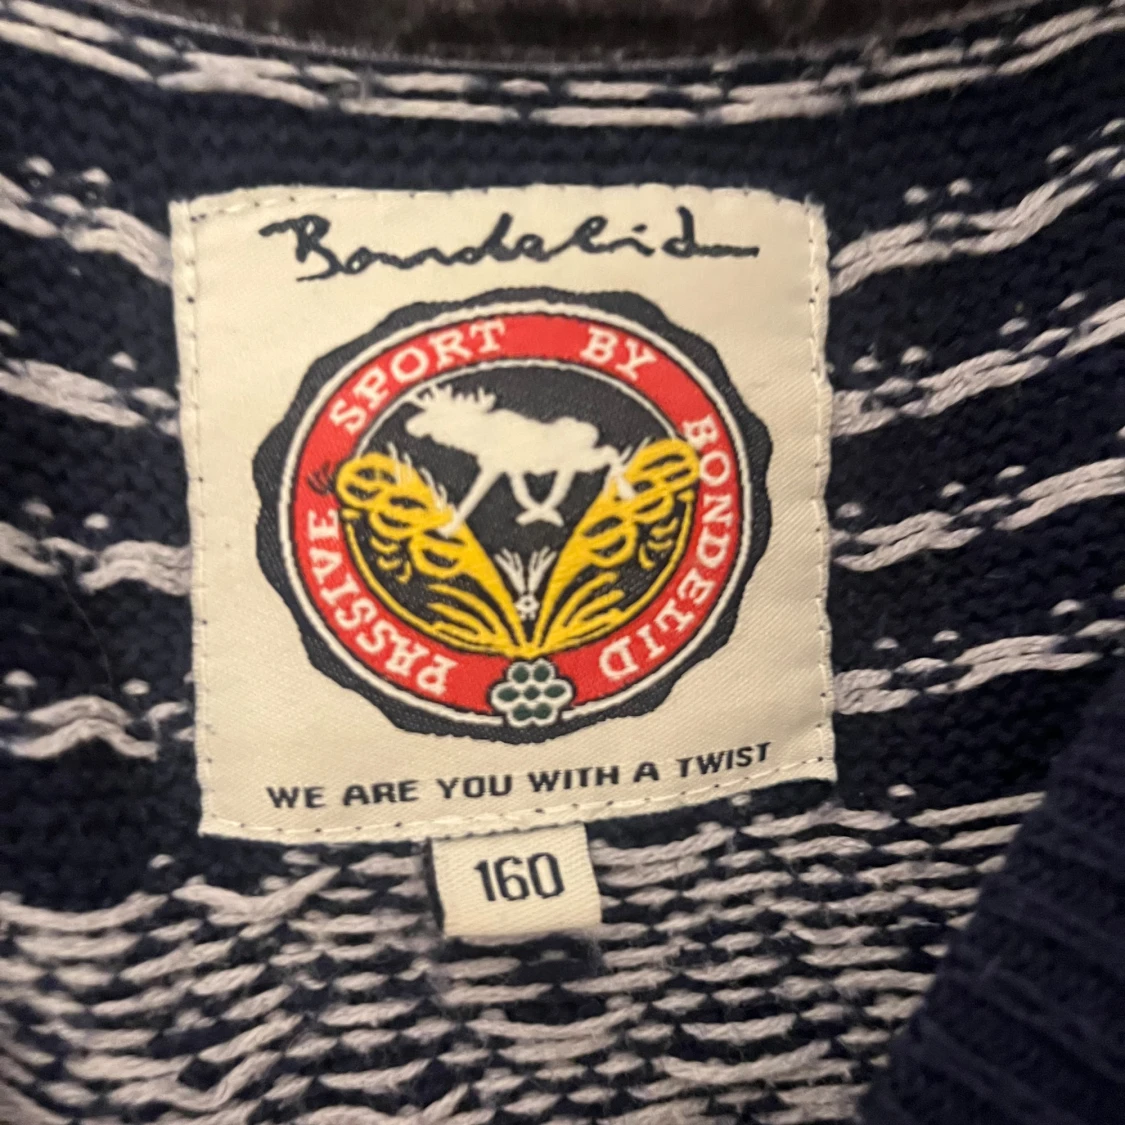 Bondelid
PASSIVE SPORT BY BONDELID
WE ARE YOU WITH A TWIST
160